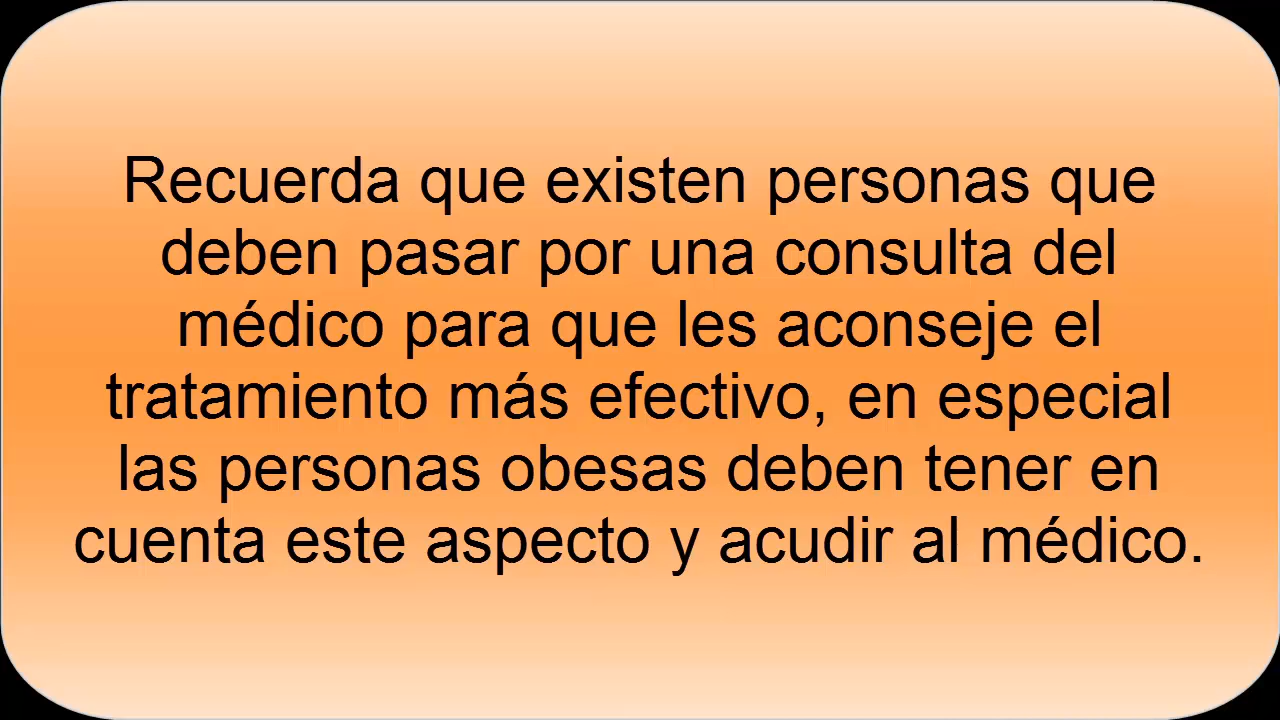 Recuerda que existen personas que
deben pasar por una consulta del
médico para que les aconseje el
tratamiento más efectivo, en especial
las personas obesas deben tener en
cuenta este aspecto y acudir al médico.